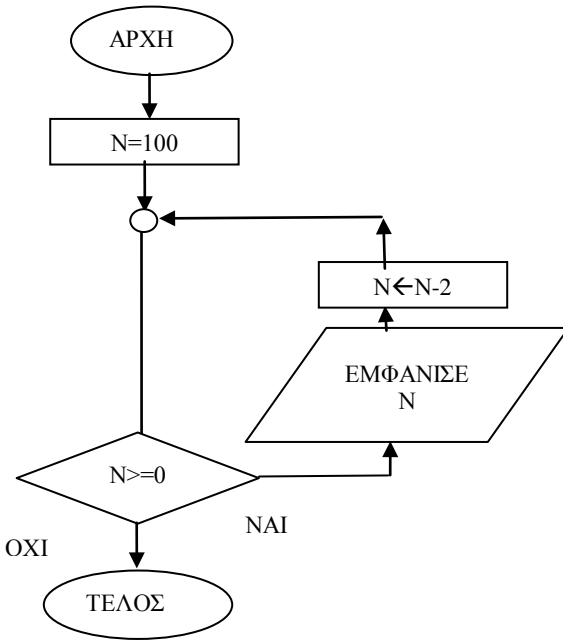 ΑΡΧΗ
N=100
N←N-2
ΕΜΦΑΝΙΣΕ
N
N>=0
ΝΑΙ
ΟΧΙ
ΤΕΛΟΣ